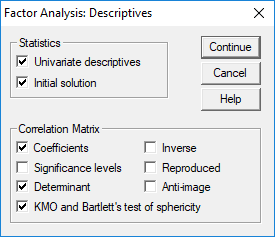 Factor Analysis: Descriptives
Statistics
Univariate descriptives
Initial solution
Continue
Cancel
Help
Correlation Matrix
Coefficients
Inverse
Significance levels
Reproduced
Determinant
Anti-image
KMO and Bartlett's test of sphericity